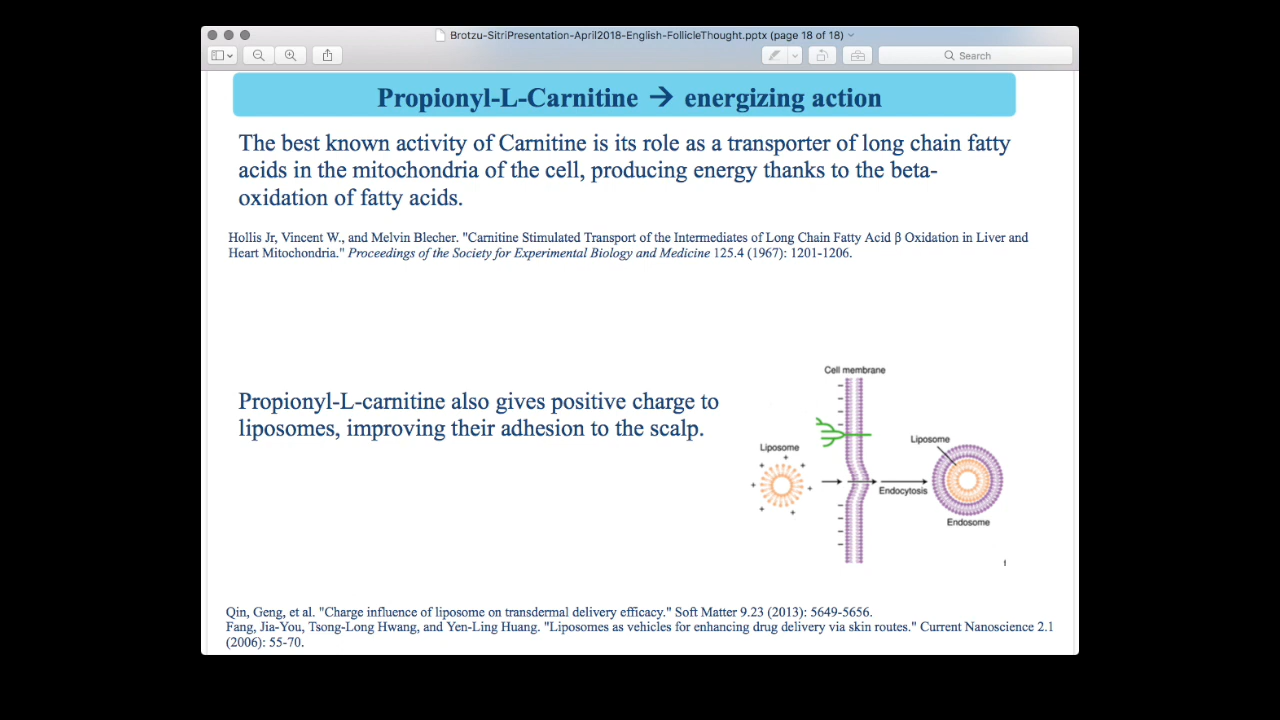 Brotzu-SitriPresentation-April2018-English-FollicleThought.pptx (page 18 of 18)
Search
Propionyl-L-Carnitine → energizing action
The best known activity of Carnitine is its role as a transporter of long chain fatty
acids in the mitochondria of the cell, producing energy thanks to the beta-
oxidation of fatty acids.
Hollis Jr, Vincent W., and Melvin Blecher. "Carnitine Stimulated Transport of the Intermediates of Long Chain Fatty Acid β Oxidation in Liver and
Heart Mitochondria." Proceedings of the Society for Experimental Biology and Medicine 125.4 (1967): 1201-1206.
Propionyl-L-carnitine also gives positive charge to
liposomes, improving their adhesion to the scalp.
Cell membrane
Liposome
Liposome
Endocytosis
Endosome
1
Qin, Geng, et al. "Charge influence of liposome on transdermal delivery efficacy." Soft Matter 9.23 (2013): 5649-5656.
Fang, Jia-You, Tsong-Long Hwang, and Yen-Ling Huang. "Liposomes as vehicles for enhancing drug delivery via skin routes." Current Nanoscience 2.1
(2006): 55-70.